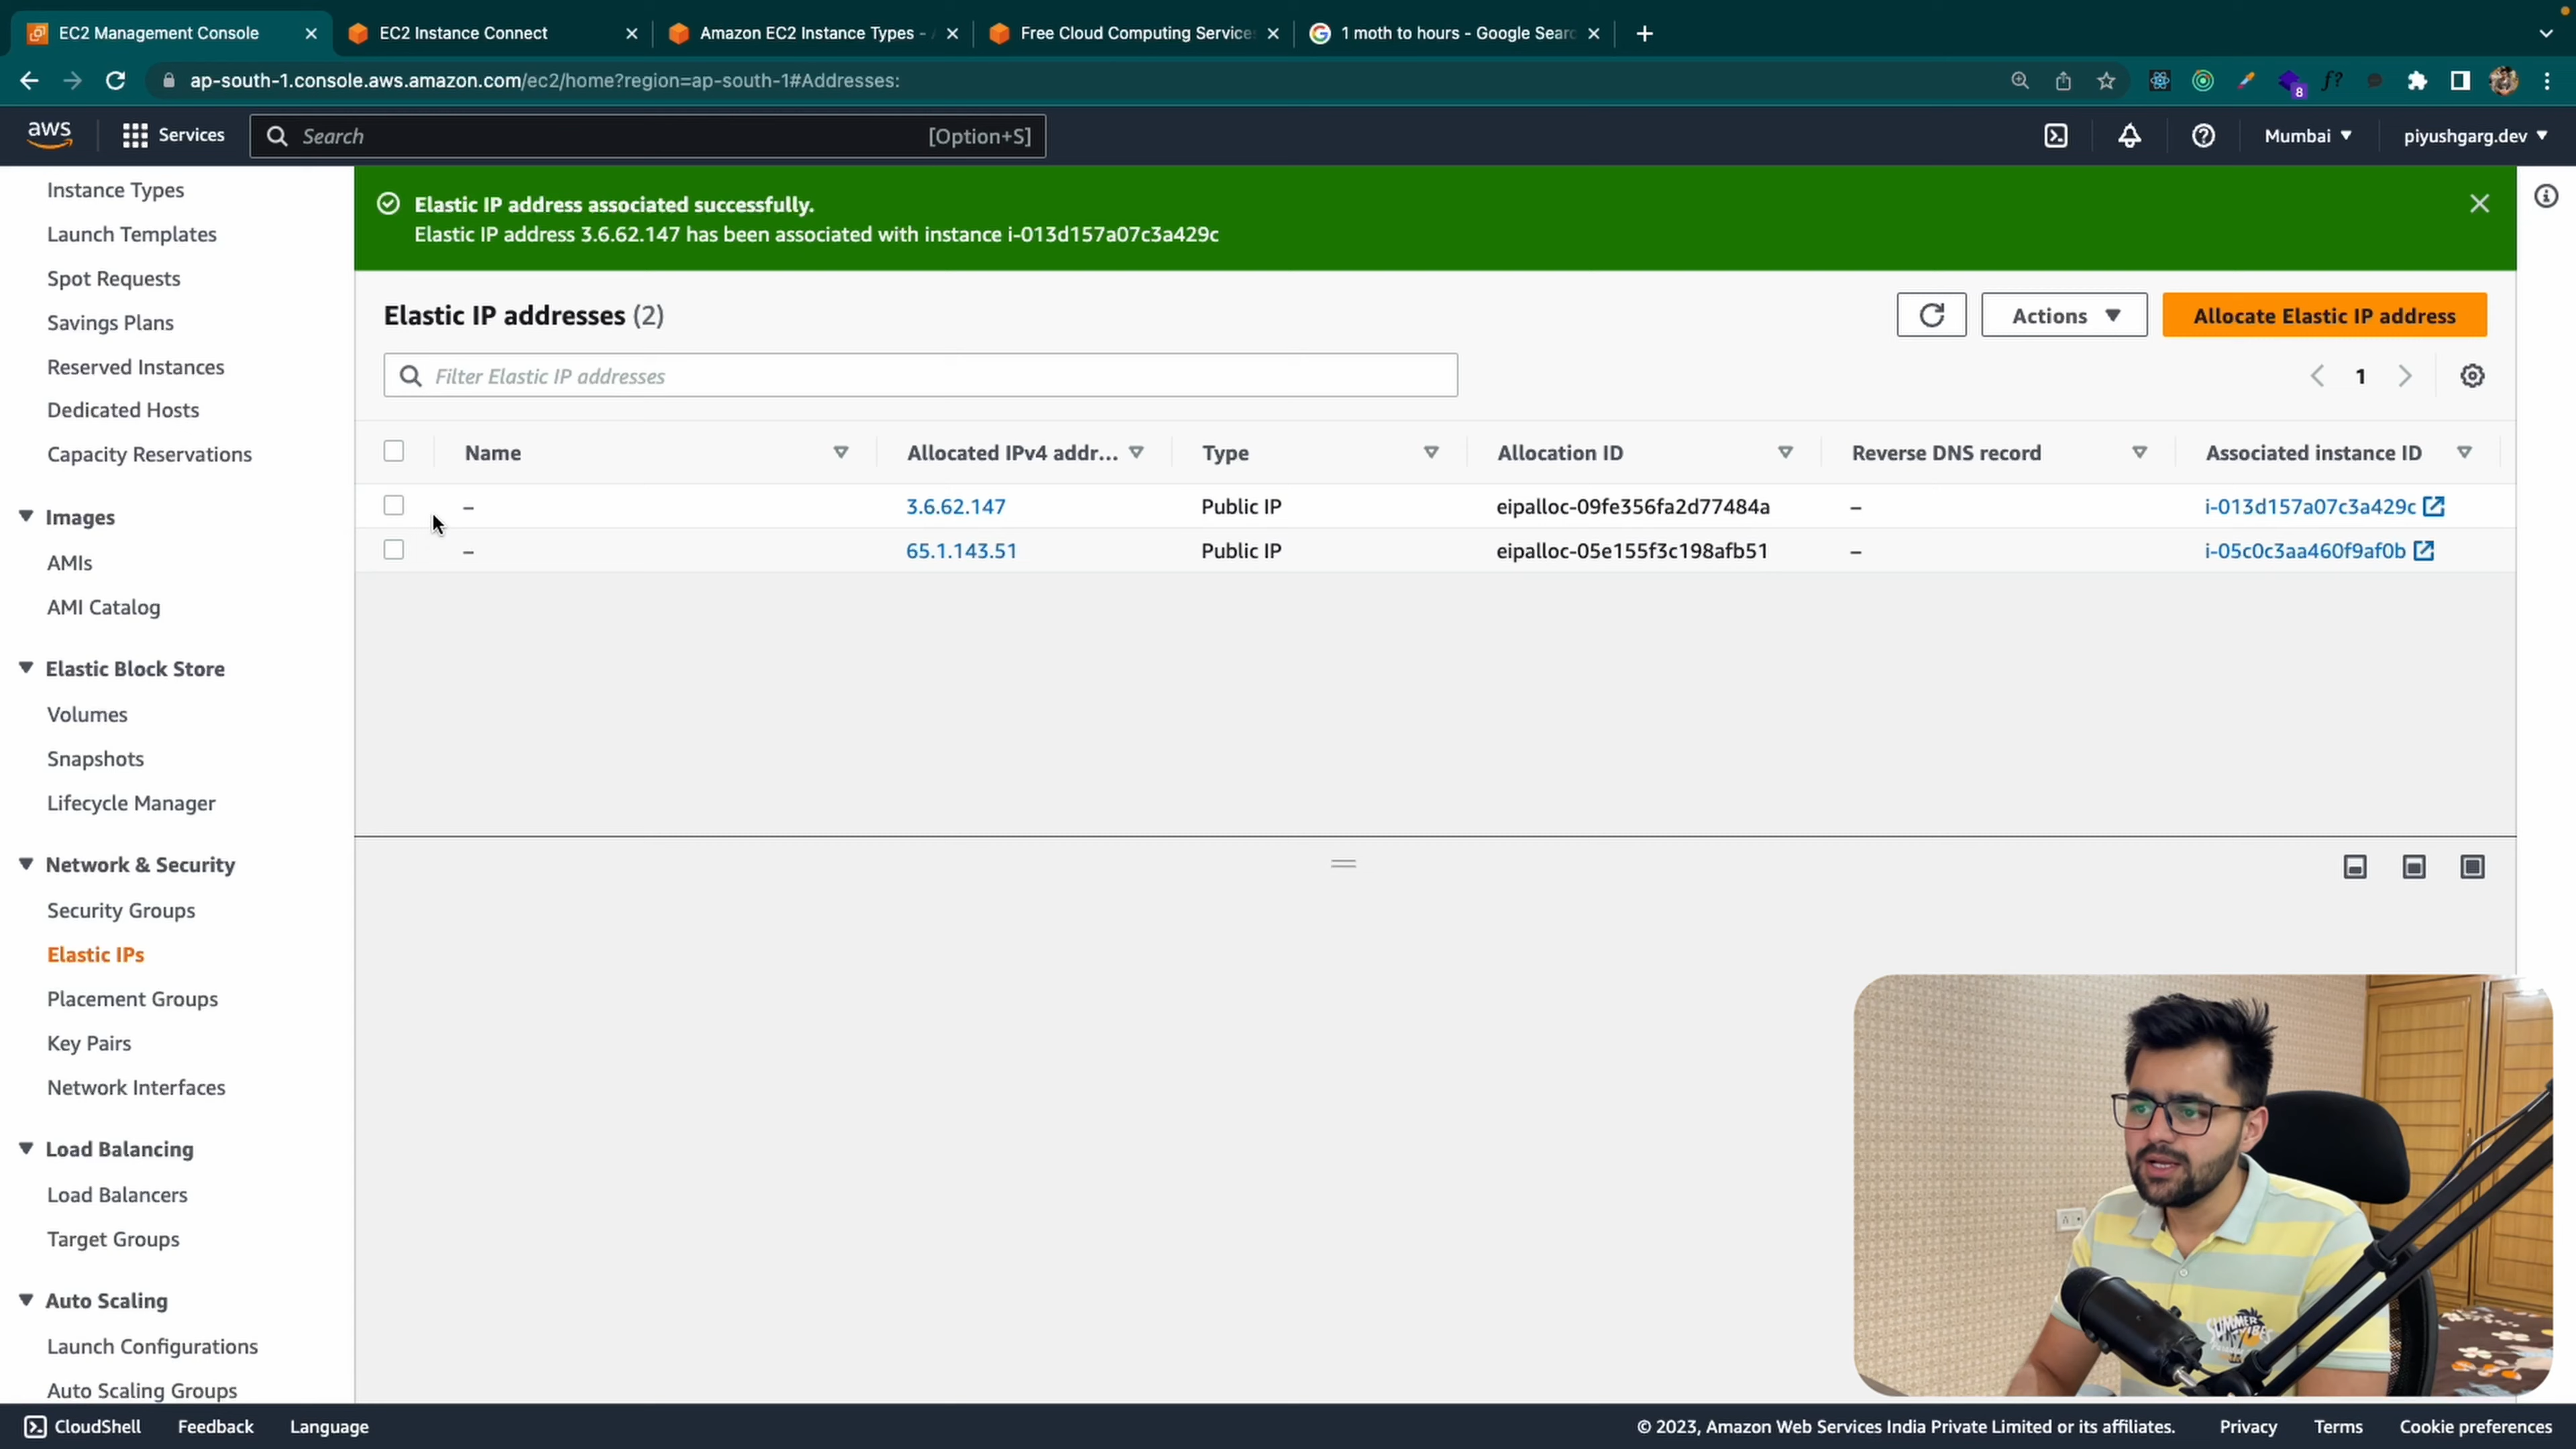 EC2 Management Console
EC2 Instance Connect
Amazon EC2 Instance Types -
Free Cloud Computing Service
1 moth to hours - Google Sear
ap-south-1.console.aws.amazon.com/ec2/home?region=ap-south-1#Addresses:
8
aws
Services
Search
[Option+S]
Mumbai
piyushgarg.dev
Instance Types
Launch Templates
Spot Requests
Savings Plans
Reserved Instances
Dedicated Hosts
Capacity Reservations
Images
AMIs
AMI Catalog
Elastic Block Store
Volumes
Snapshots
Lifecycle Manager
Network & Security
Security Groups
Elastic IPs
Placement Groups
Key Pairs
Network Interfaces
Load Balancing
Load Balancers
Target Groups
Auto Scaling
Launch Configurations
Auto Scaling Groups
Elastic IP address associated successfully.
Elastic IP address 3.6.62.147 has been associated with instance i-013d157a07c3a429c
Elastic IP addresses (2)
Actions
Allocate Elastic IP address
Filter Elastic IP addresses
1
Name Allocated IPv4 addr... Type Allocation ID Reverse DNS record Associated instance ID
– 3.6.62.147 Public IP eipalloc-09fe356fa2d77484a – i-013d157a07c3a429c
– 65.1.143.51 Public IP eipalloc-05e155f3c198afb51 – i-05c0c3aa460f9af0b
SUMMER
CloudShell
Feedback
Language
© 2023, Amazon Web Services India Private Limited or its affiliates.
Privacy
Terms
Cookie preferences